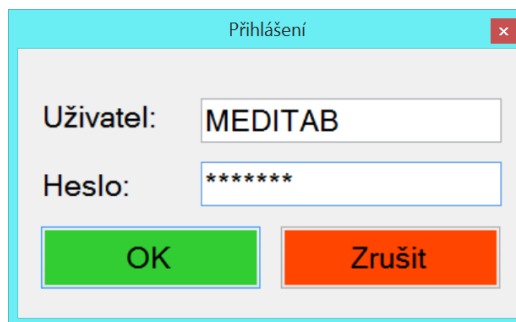 Přihlášení
Uživatel: MEDITAB
Heslo: *******
OK Zrušit